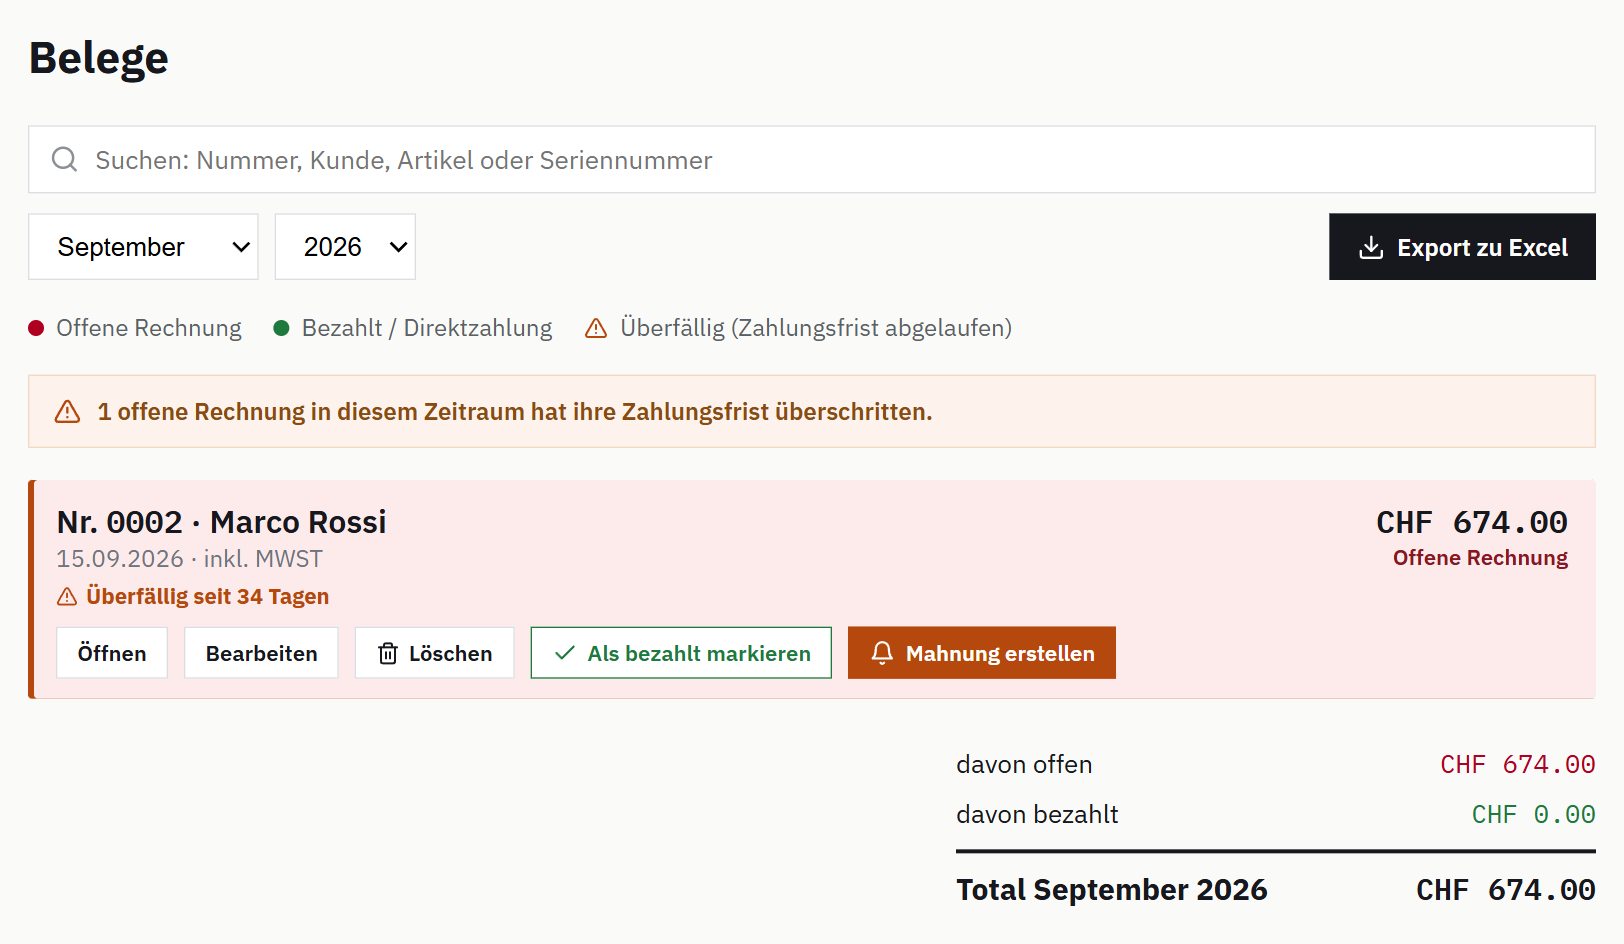 Belege
Suchen: Nummer, Kunde, Artikel oder Seriennummer
September 2026 Export zu Excel
Offene Rechnung Bezahlt / Direktzahlung Überfällig (Zahlungsfrist abgelaufen)
1 offene Rechnung in diesem Zeitraum hat ihre Zahlungsfrist überschritten.
Nr. 0002 · Marco Rossi CHF 674.00
15.09.2026 · inkl. MWST Offene Rechnung
Überfällig seit 34 Tagen
Öffnen Bearbeiten Löschen Als bezahlt markieren Mahnung erstellen
davon offen CHF 674.00
davon bezahlt CHF 0.00
Total September 2026 CHF 674.00